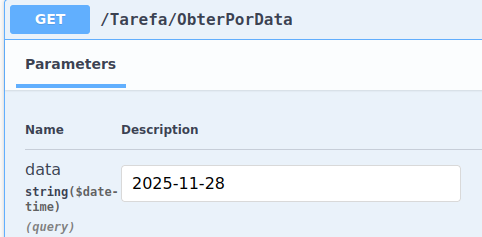 GET /Tarefa/ObterPorData
Parameters
Name Description
data 2025-11-28
string($date-
time)
(query)